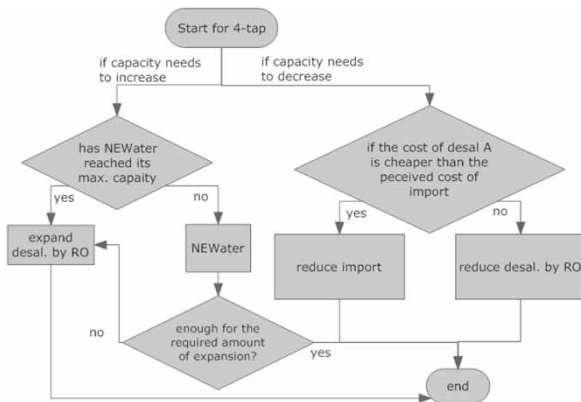 Start for 4-tap
if capacity needs
to increase
if capacity needs
to decrease
has NEWater
reached its
max. capaity
if the cost of desal A
is cheaper than the
peceived cost of
import
yes
no
yes
no
expand
desal. by RO
NEWater
reduce import
reduce desal. by RO
enough for the
required amount
of expansion?
no
yes
end